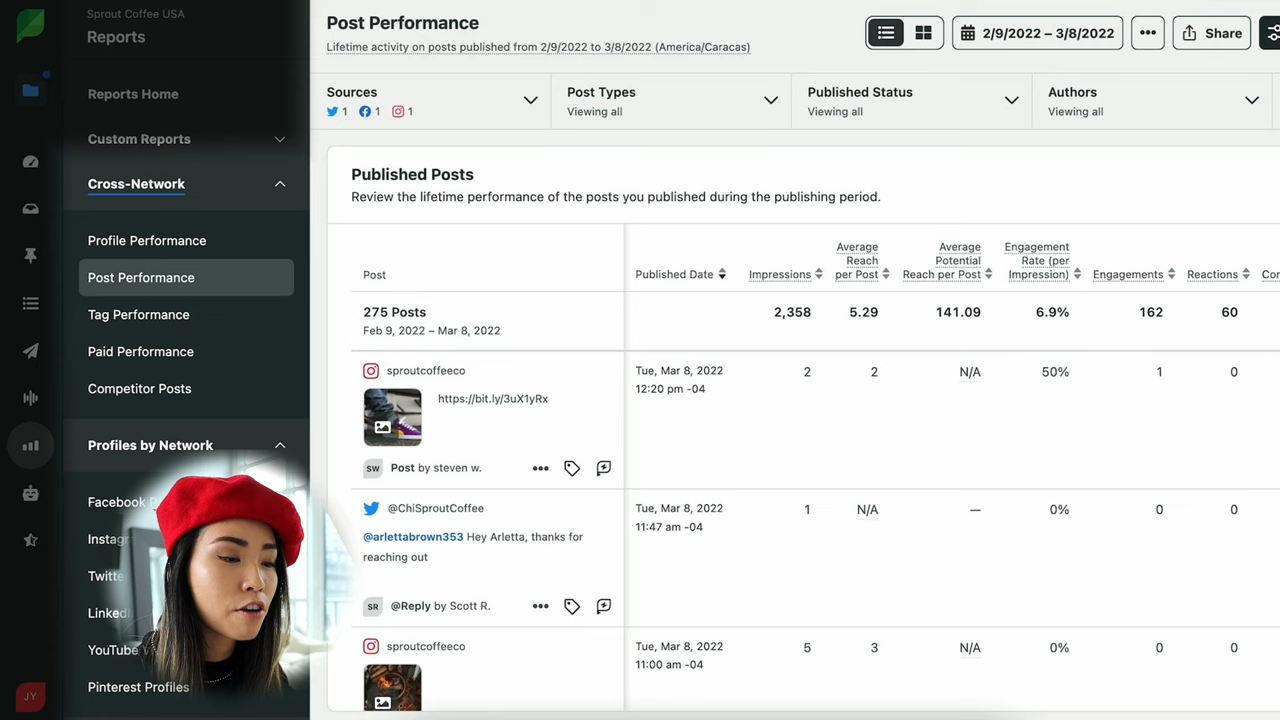 Sprout Coffee USA
Reports
Reports Home
Custom Reports
Cross-Network
Profile Performance
Post Performance
Tag Performance
Paid Performance
Competitor Posts
Profiles by Network
Facebook
YouTube
Pinterest Profiles
JY
Post Performance
Lifetime activity on posts published from 2/9/2022 to 3/8/2022 (America/Caracas)
2/9/2022 – 3/8/2022
Share
Sources
1 1 1
Post Types
Viewing all
Published Status
Viewing all
Authors
Viewing all
Published Posts
Review the lifetime performance of the posts you published during the publishing period.
Post
Published Date
Impressions
Average
Reach
per Post
Average
Potential
Reach per Post
Engagement
Rate (per
Impression)
Engagements
Reactions
275 Posts
Feb 9, 2022 – Mar 8, 2022
2,358 5.29 141.09 6.9% 162 60
sproutcoffeeco
https://bit.ly/3uX1yRx
SW Post by steven w.
Tue, Mar 8, 2022
12:20 pm -04
2 2 N/A 50% 1 0
@ChiSproutCoffee
@arlettabrown353 Hey Arletta, thanks for
reaching out
SR @Reply by Scott R.
Tue, Mar 8, 2022
11:47 am -04
1 N/A — 0% 0 0
sproutcoffeeco
Tue, Mar 8, 2022
11:00 am -04
5 3 N/A 0% 0 0